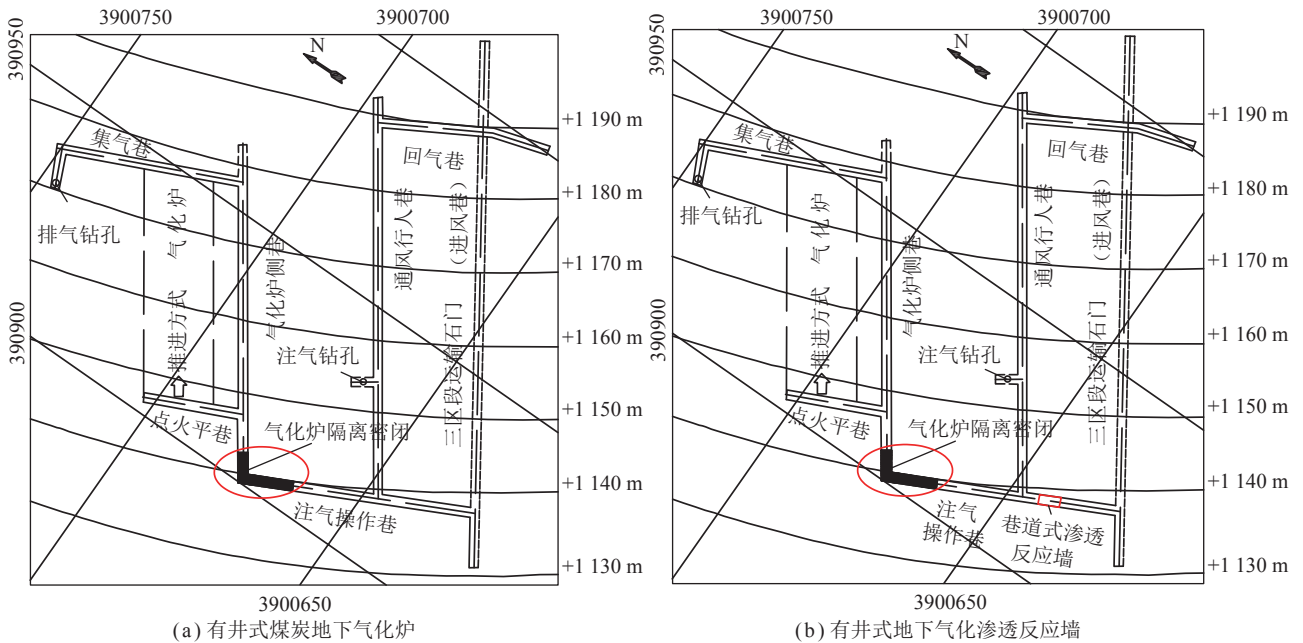 3900750
3900700
390950
N
+1 190 m
集气巷
回气巷
+1 180 m
排气钻孔
气化炉
气化炉侧巷
通风行人巷
(进风巷)
+1 170 m
推进方式
注气钻孔
三区段运输石门
+1 160 m
390900
点火平巷
+1 150 m
气化炉隔离密闭
+1 140 m
注气操作巷
+1 130 m
3900650
(a) 有井式煤炭地下气化炉
3900750
3900700
390950
N
+1 190 m
集气巷
回气巷
+1 180 m
排气钻孔
气化炉
气化炉侧巷
通风行人巷
(进风巷)
+1 170 m
推进方式
注气钻孔
三区段运输石门
+1 160 m
390900
点火平巷
+1 150 m
气化炉隔离密闭
+1 140 m
注气
操作巷
巷道式渗透
反应墙
+1 130 m
3900650
(b) 有井式地下气化渗透反应墙